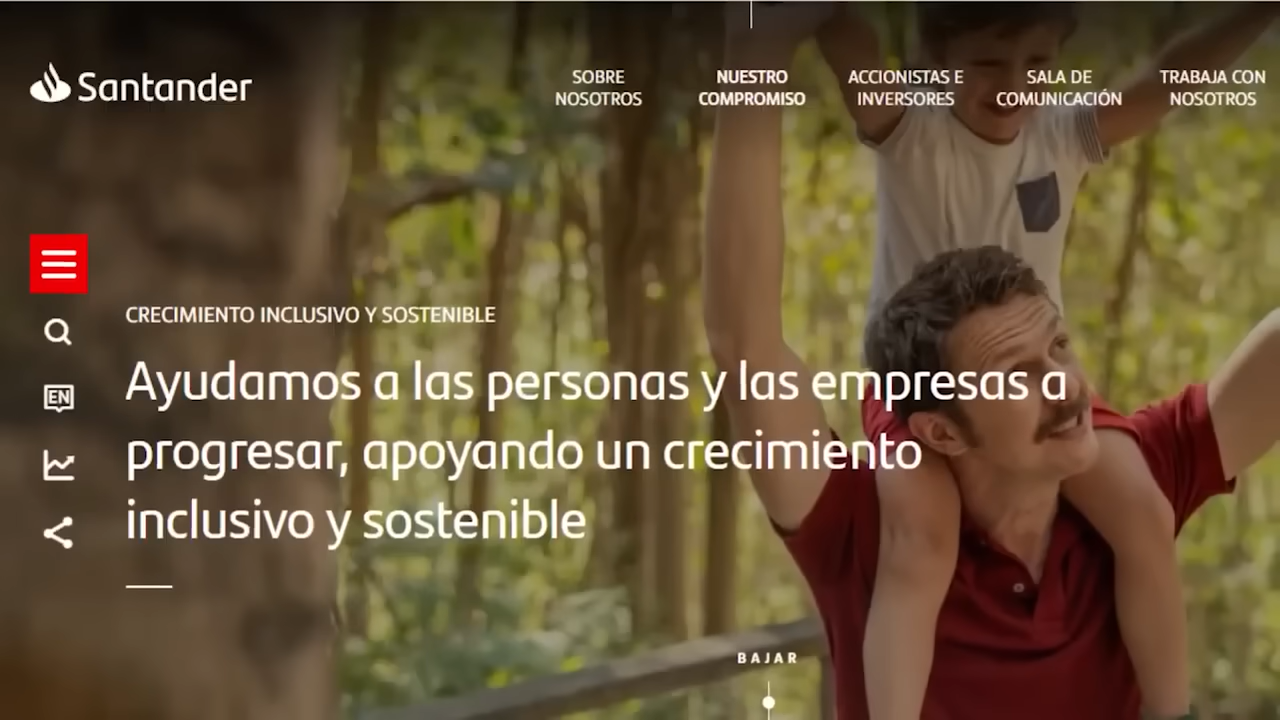 Santander
SOBRE
NOSOTROS
NUESTRO
COMPROMISO
ACCIONISTAS E
INVERSORES
SALA DE
COMUNICACIÓN
TRABAJA CON
NOSOTROS
EN
CRECIMIENTO INCLUSIVO Y SOSTENIBLE
Ayudamos a las personas y las empresas a
progresar, apoyando un crecimiento
inclusivo y sostenible
BAJAR